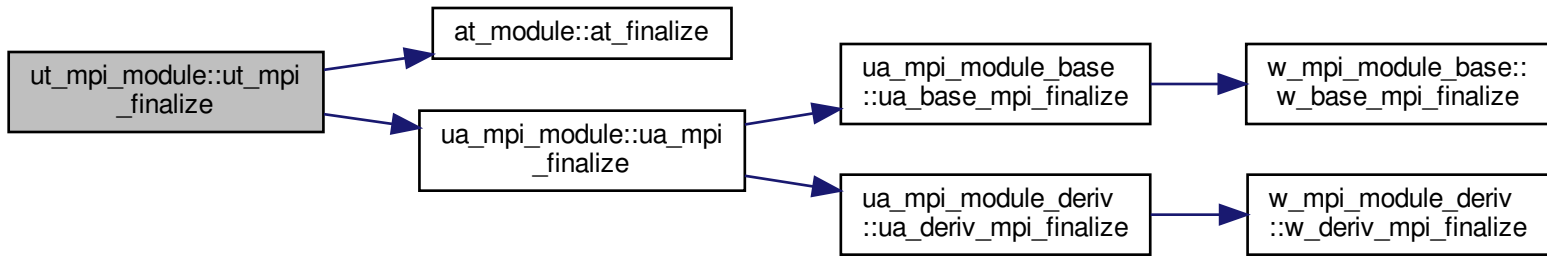 ut_mpi_module::ut_mpi
_finalize
at_module::at_finalize
ua_mpi_module::ua_mpi
_finalize
ua_mpi_module_base
::ua_base_mpi_finalize
w_mpi_module_base::
w_base_mpi_finalize
ua_mpi_module_deriv
::ua_deriv_mpi_finalize
w_mpi_module_deriv
::w_deriv_mpi_finalize